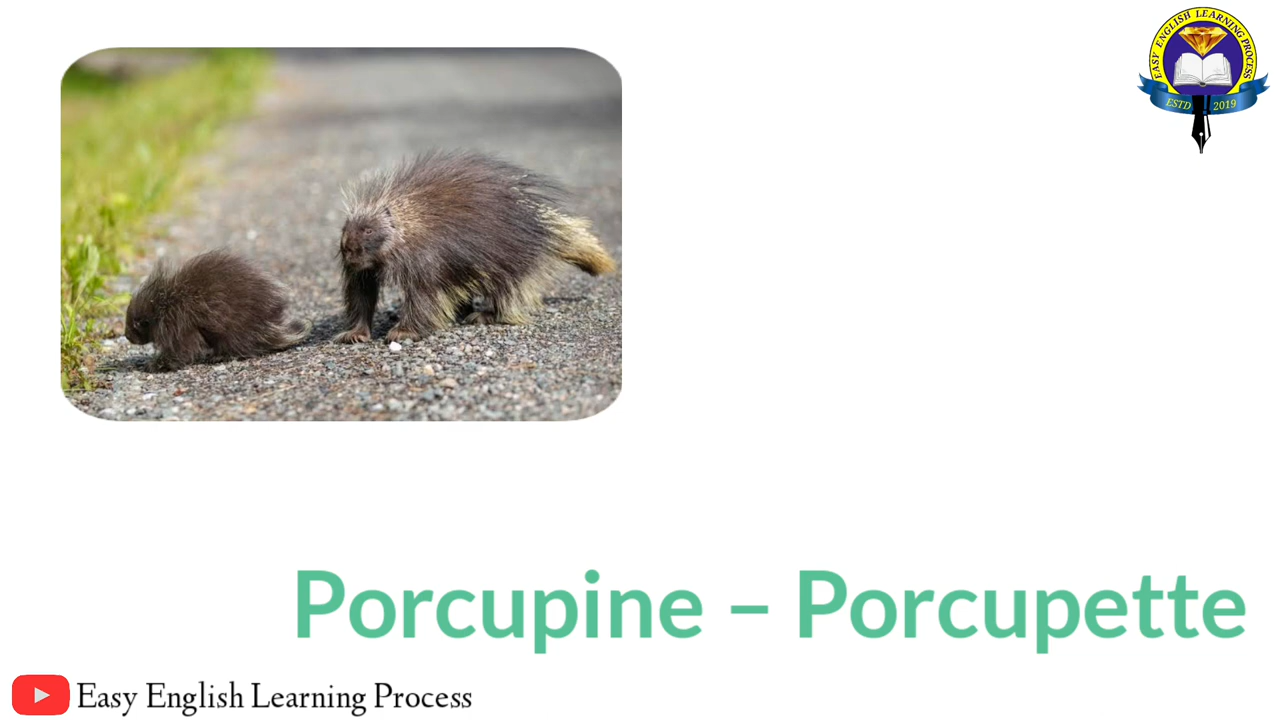 EASY ENGLISH LEARNING PROCESS
ESTD 2019
Porcupine – Porcupette
Easy English Learning Process